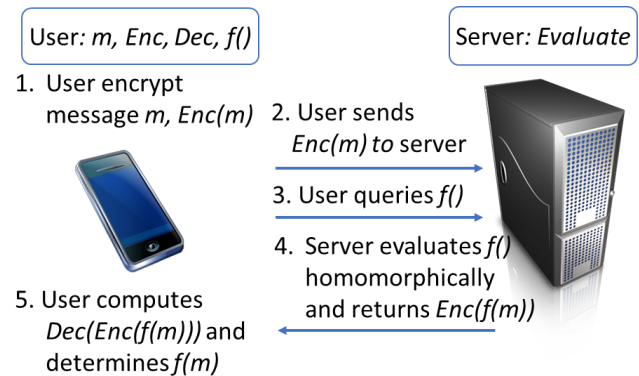 User: m, Enc, Dec, f()
Server: Evaluate
1. User encrypt
message m, Enc(m)
2. User sends
Enc(m) to server
3. User queries f()
4. Server evaluates f()
homomorphically
and returns Enc(f(m))
5. User computes
Dec(Enc(f(m))) and
determines f(m)